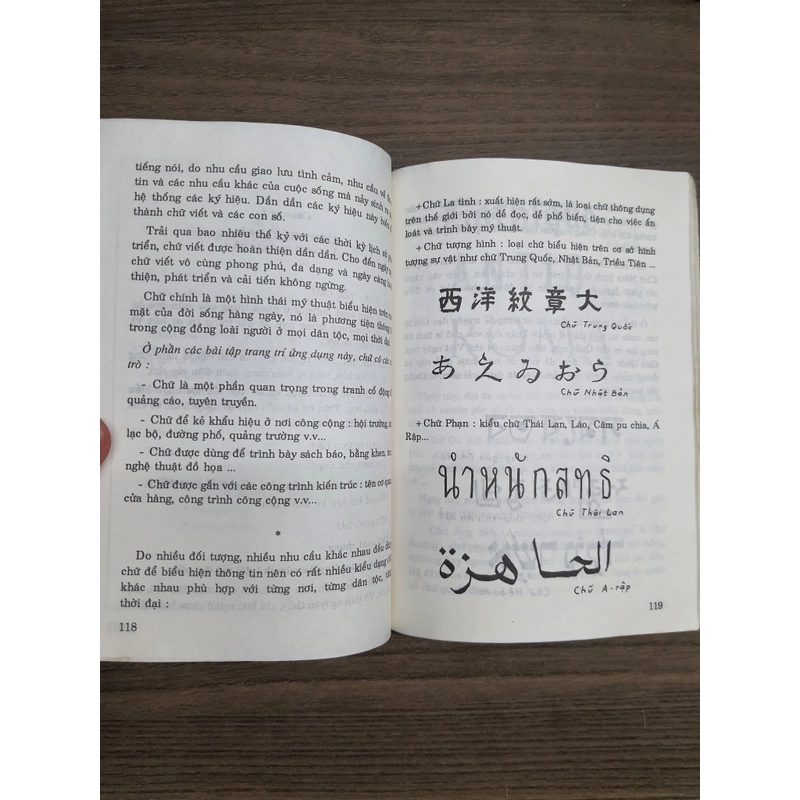 tiếng nói, do nhu cầu giao lưu tình cảm, nhu cầu về
tin và các nhu cầu khác của cuộc sống mà nảy sinh
hệ thống các ký hiệu. Dần dần các ký hiệu này
thành chữ viết và các con số.
Trải qua bao nhiêu thế kỷ với các thời kỳ lịch sử
triển, chữ viết được hoàn thiện dần dần. Cho đến ngày
chữ viết vô cùng phong phú, đa dạng và ngày càng
thiện, phát triển và cải tiến không ngừng.
Chữ chính là một hình thái mỹ thuật biểu hiện trên
mặt của đời sống hàng ngày, nó là phương tiện thông
trong cộng đồng loài người ở mọi dân tộc, mọi thời đại
Ở phần các bài tập trang trí ứng dụng này, chữ có các
trò :
- Chữ là một phần quan trọng trong tranh cổ động
quảng cáo, tuyên truyền.
- Chữ để kẻ khẩu hiệu ở nơi công cộng : hội trường,
lạc bộ, đường phố, quảng trường v.v...
- Chữ được dùng để trình bày sách báo, bằng khen,
nghệ thuật đồ họa ...
- Chữ được gắn với các công trình kiến trúc : tên cơ
cửa hàng, công trình công cộng v.v...
*
Do nhiều đối tượng, nhiều nhu cầu khác nhau đều
chữ để biểu hiện thông tin nên có rất nhiều kiểu dạng
khác nhau phù hợp với từng nơi, từng dân tộc,
thời đại :
118
+Chữ La tinh : xuất hiện rất sớm, là loại chữ thông dụng
trên thế giới bởi nó dễ đọc, dễ phổ biến, tiện cho việc ấn
loát và trình bày mỹ thuật.
+Chữ tượng hình : loại chữ biểu hiện trên cơ sở hình
tượng sự vật như chữ Trung Quốc, Nhật Bản, Triều Tiên ...
西洋紋章大
Chữ Trung Quốc
あえゐおう
Chữ Nhật Bản
+Chữ Phạn : kiểu chữ Thái Lan, Lào, Căm pu chia, Ả
Rập...
นำหนักลทธิ
Chữ Thái Lan
Chữ A-rập
119